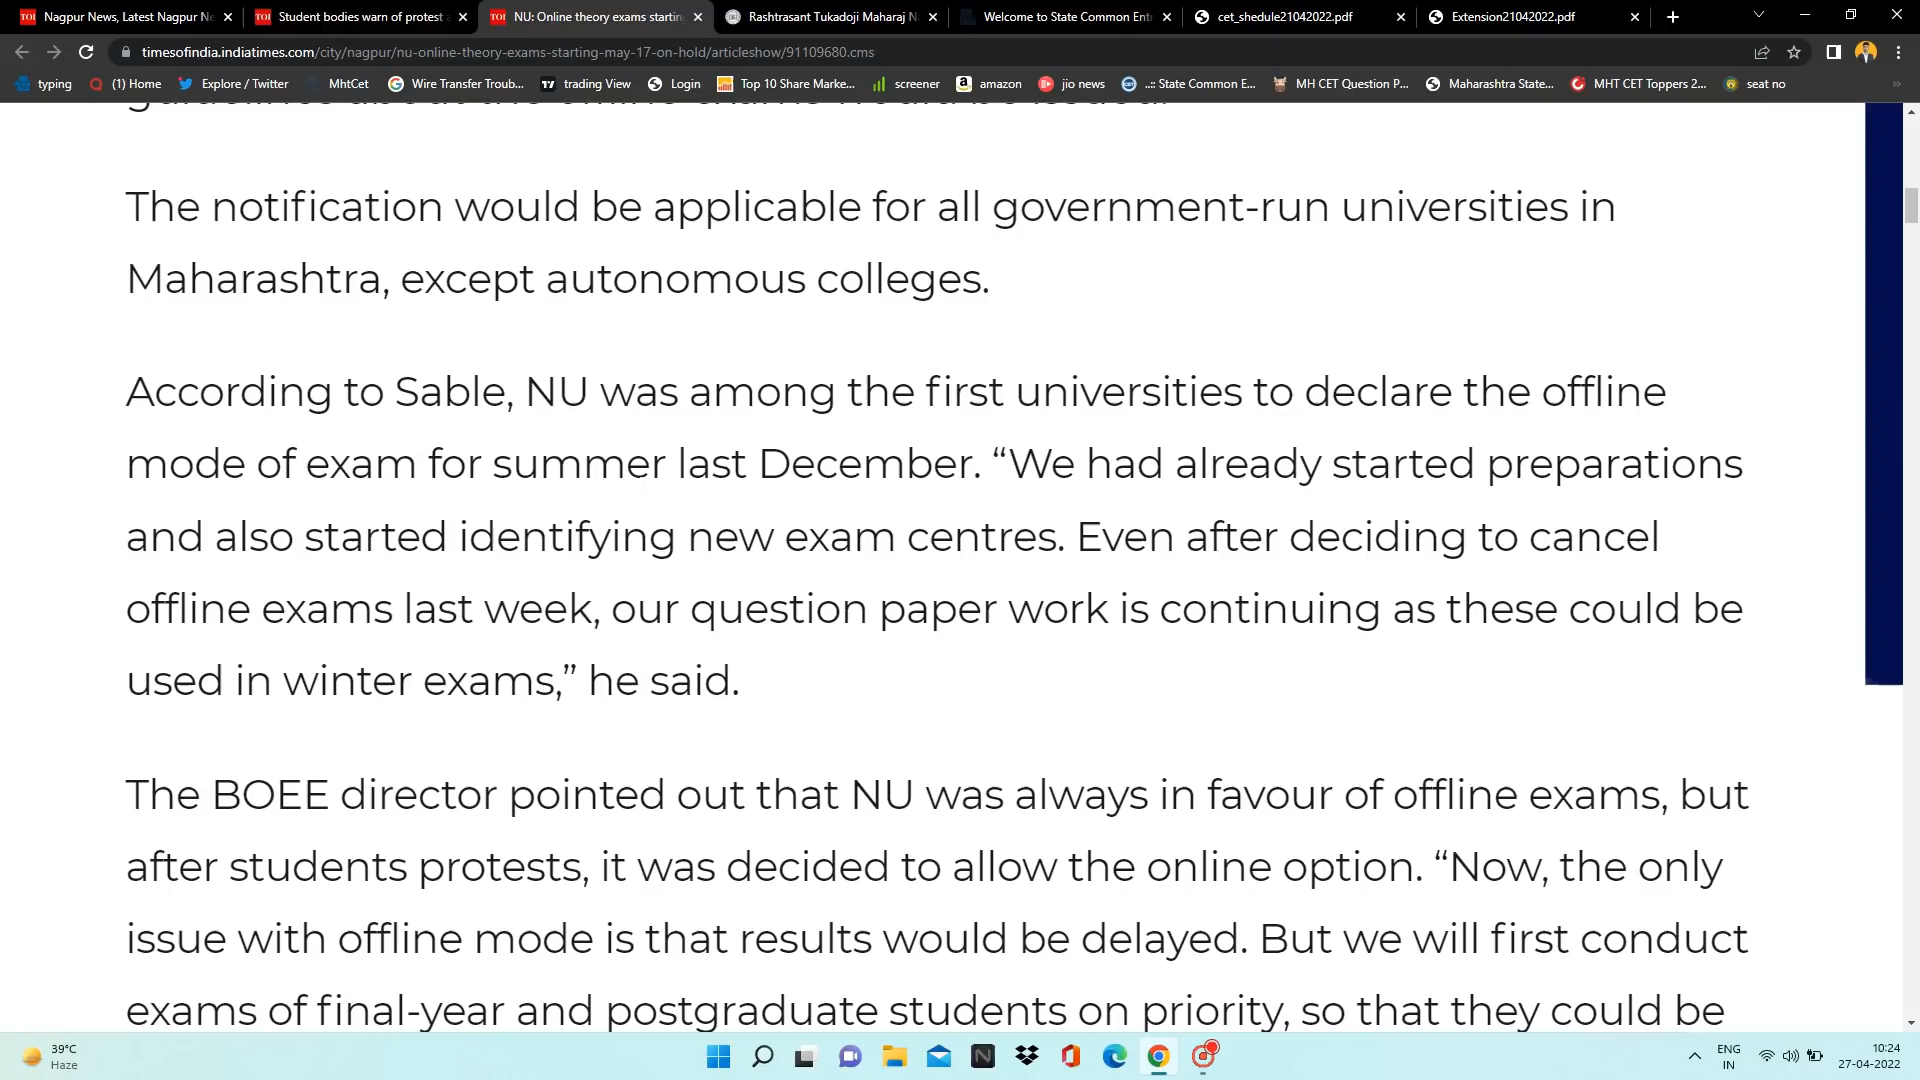 TOI Nagpur News, Latest Nagpur Ne
TOI Student bodies warn of protest a
TOI NU: Online theory exams startin
Rashtrasant Tukadoji Maharaj N
Welcome to State Common Ent
cet_shedule21042022.pdf
Extension21042022.pdf
timesofindia.indiatimes.com/city/nagpur/nu-online-theory-exams-starting-may-17-on-hold/articleshow/91109680.cms
typing (1) Home Explore / Twitter MhtCet Wire Transfer Troub... trading View Login Top 10 Share Marke... screener amazon jio news ..:: State Common E... MH CET Question P... Maharashtra State... MHT CET Toppers 2... seat no
The notification would be applicable for all government-run universities in
Maharashtra, except autonomous colleges.
According to Sable, NU was among the first universities to declare the offline
mode of exam for summer last December. “We had already started preparations
and also started identifying new exam centres. Even after deciding to cancel
offline exams last week, our question paper work is continuing as these could be
used in winter exams,” he said.
The BOEE director pointed out that NU was always in favour of offline exams, but
after students protests, it was decided to allow the online option. “Now, the only
issue with offline mode is that results would be delayed. But we will first conduct
exams of final-year and postgraduate students on priority, so that they could be
39°C
Haze
ENG
IN
10:24
27-04-2022